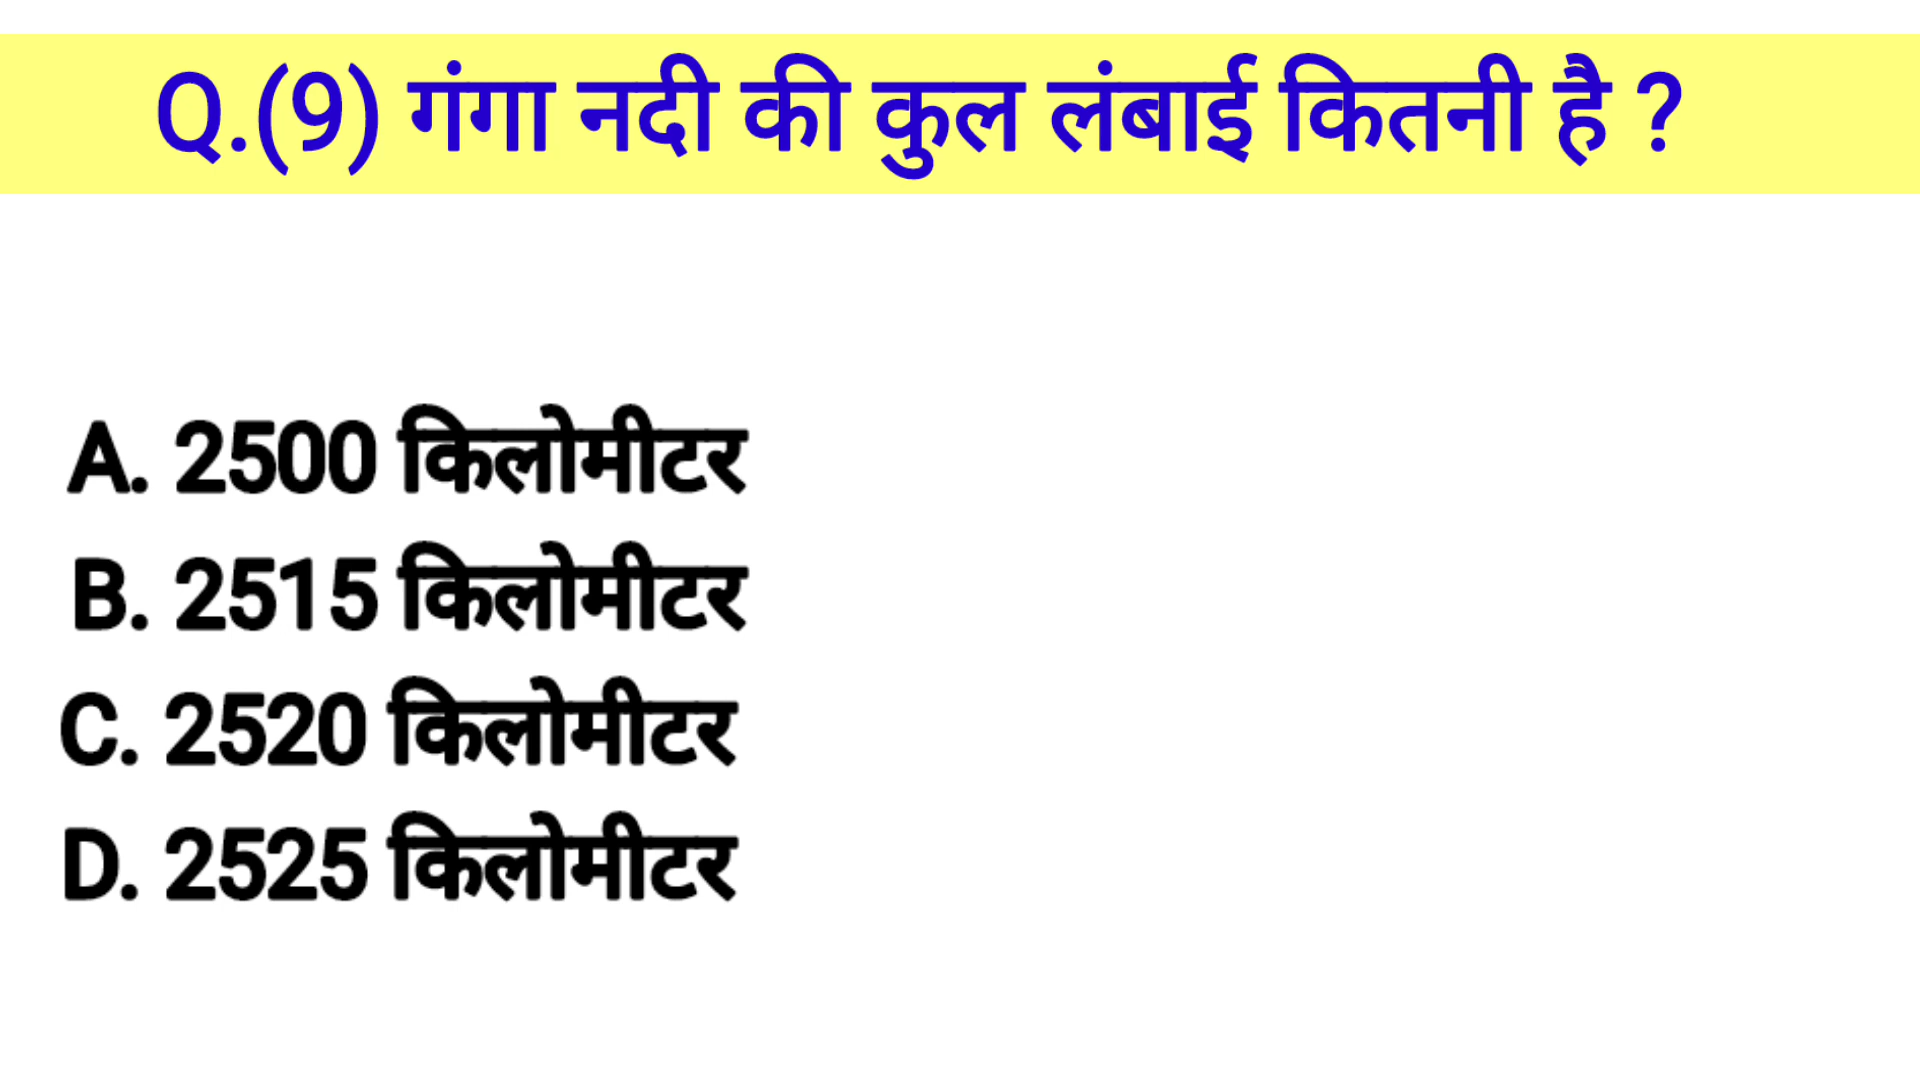 Q.(9) गंगा नदी की कुल लंबाई कितनी है ?
A. 2500 किलोमीटर
B. 2515 किलोमीटर
C. 2520 किलोमीटर
D. 2525 किलोमीटर